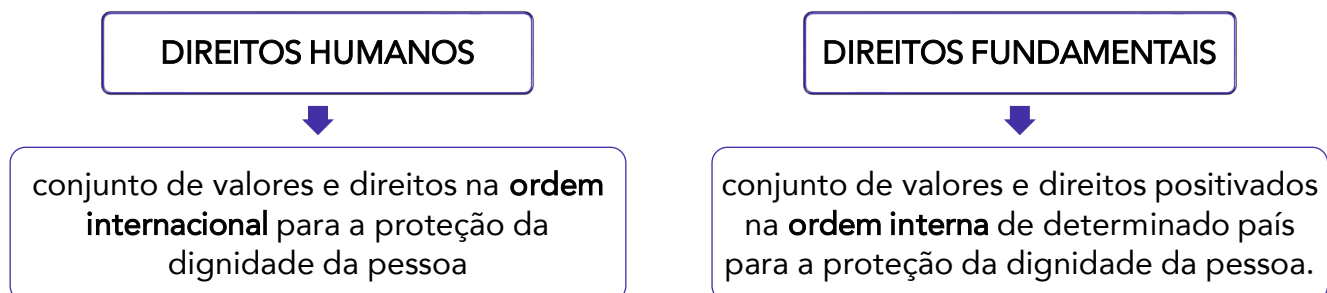 DIREITOS HUMANOS
conjunto de valores e direitos na ordem
internacional para a proteção da
dignidade da pessoa
DIREITOS FUNDAMENTAIS
conjunto de valores e direitos positivados
na ordem interna de determinado país
para a proteção da dignidade da pessoa.